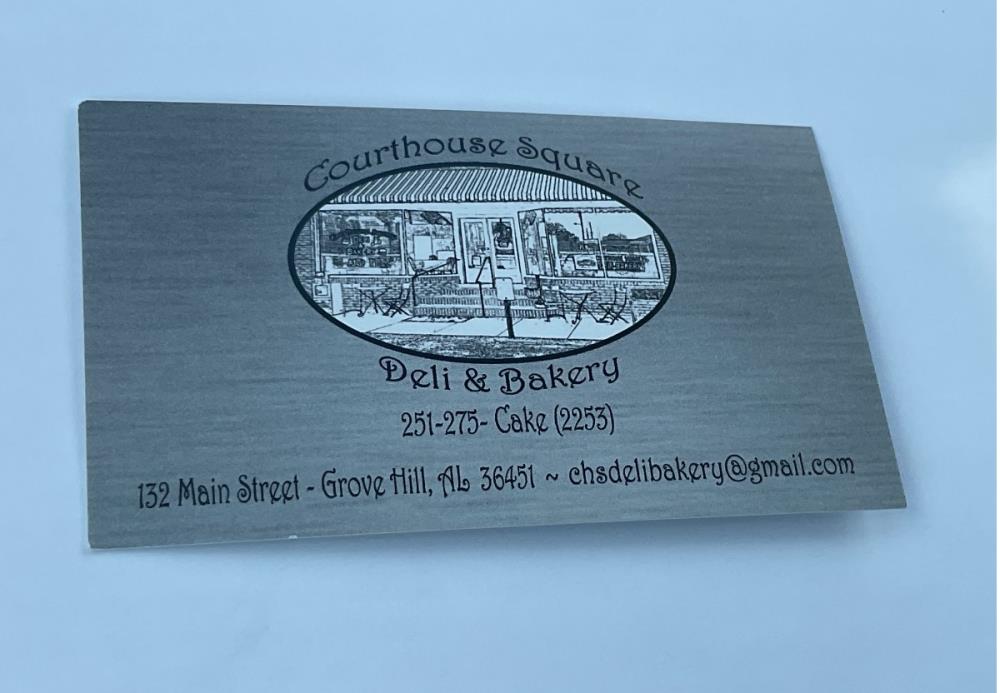 Courthouse Square
Deli & Bakery
251-275- Cake (2253)
132 Main Street - Grove Hill, AL 36451 ~ chsdelibakery@gmail.com